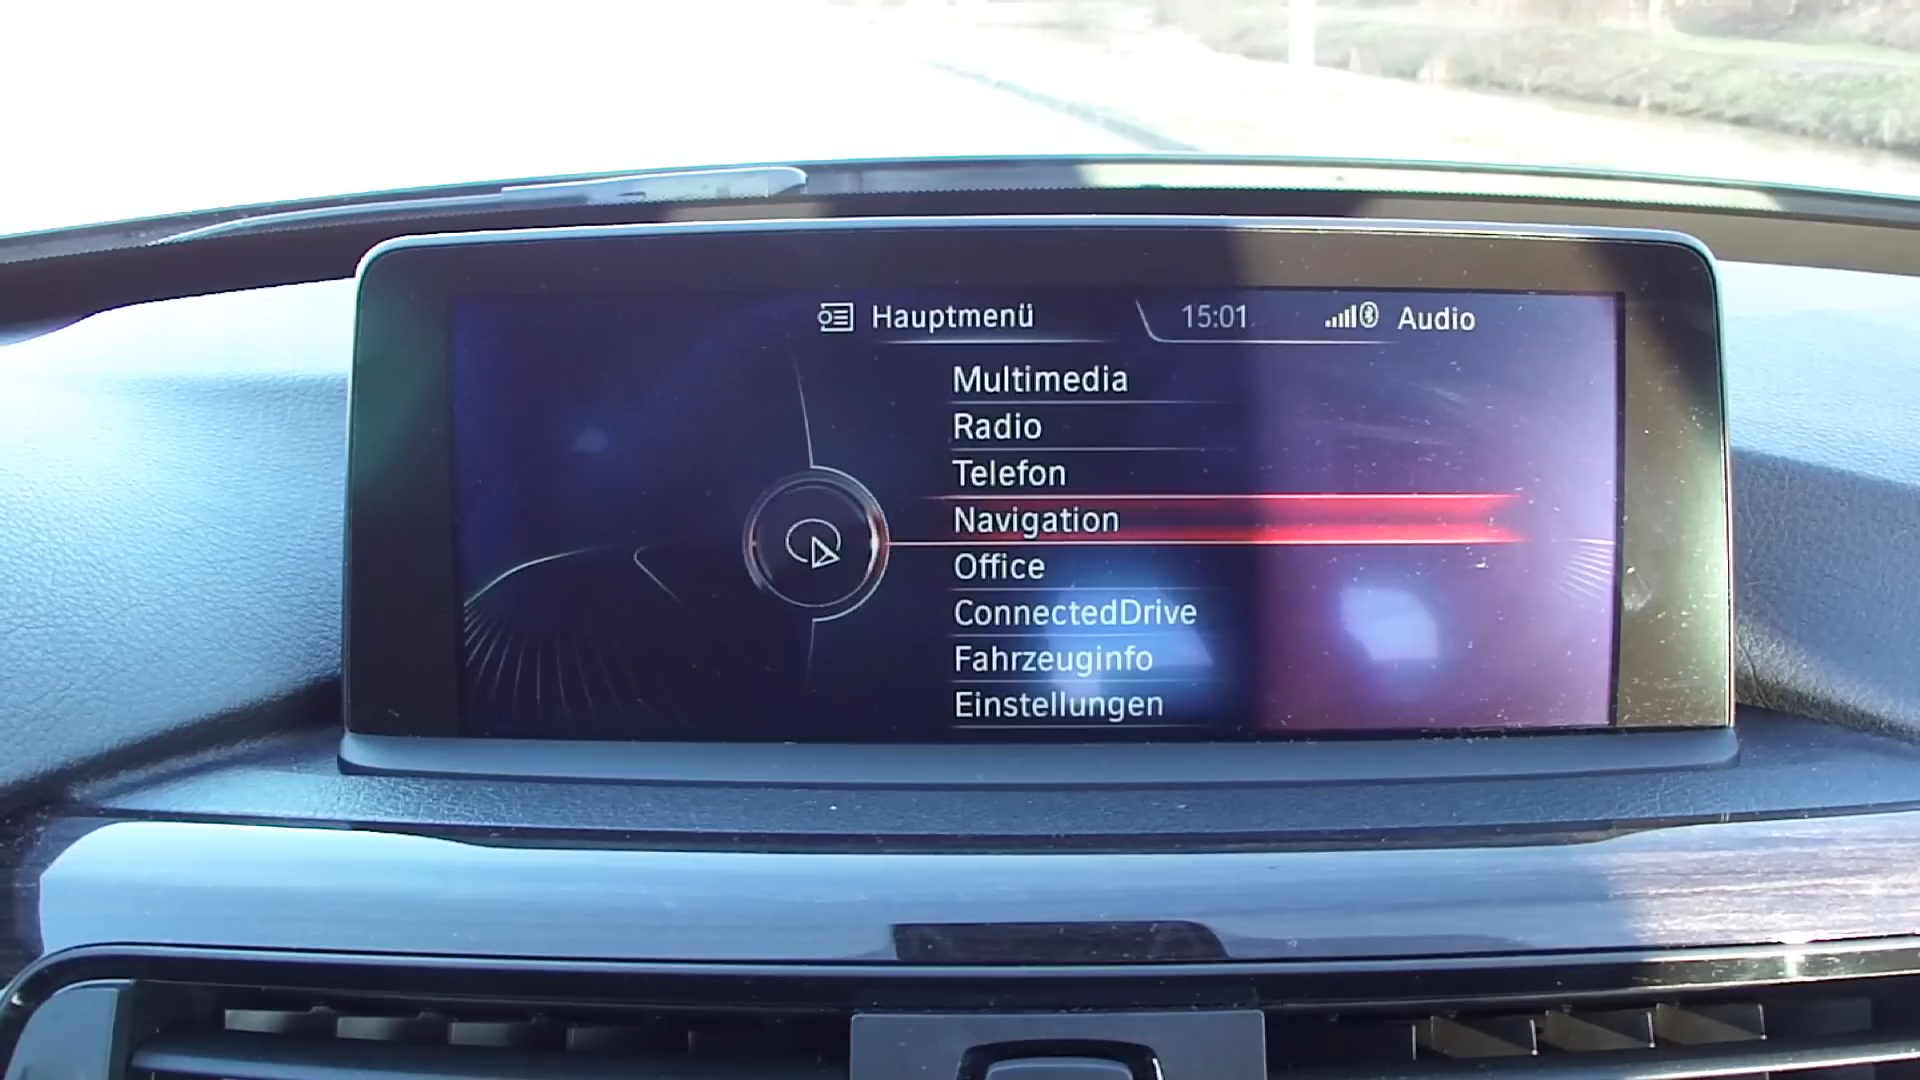 Hauptmenü 15:01 Audio
Multimedia
Radio
Telefon
Navigation
Office
ConnectedDrive
Fahrzeuginfo
Einstellungen